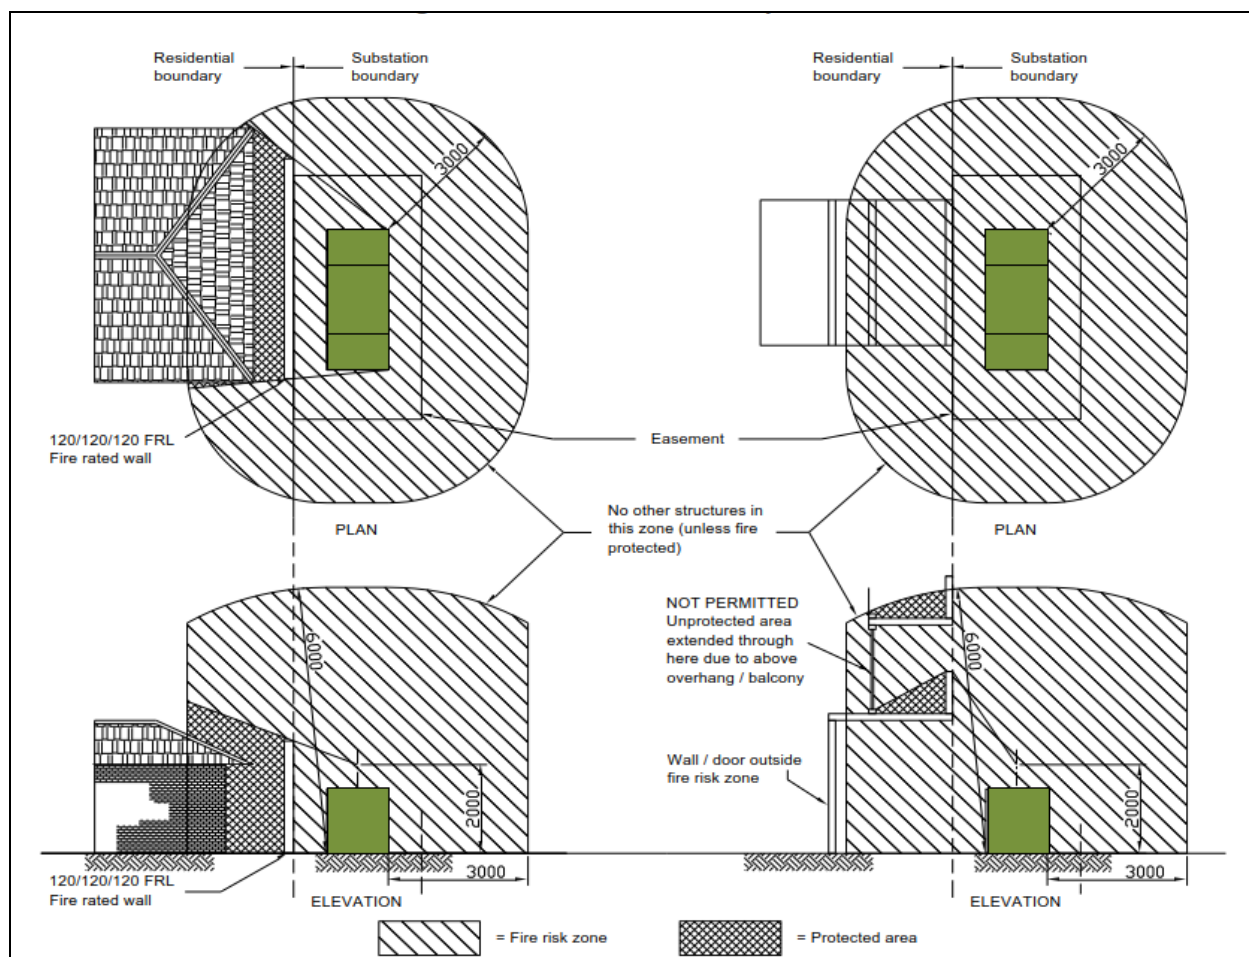 Residential
boundary
Substation
boundary
Residential
boundary
Substation
boundary
3000
3000
120/120/120 FRL
Fire rated wall
Easement
PLAN
No other structures in
this zone (unless fire
protected)
PLAN
6000
2000
3000
NOT PERMITTED
Unprotected area
extended through
here due to above
overhang / balcony
Wall / door outside
fire risk zone
6000
2000
3000
120/120/120 FRL
Fire rated wall
ELEVATION
ELEVATION
= Fire risk zone
= Protected area